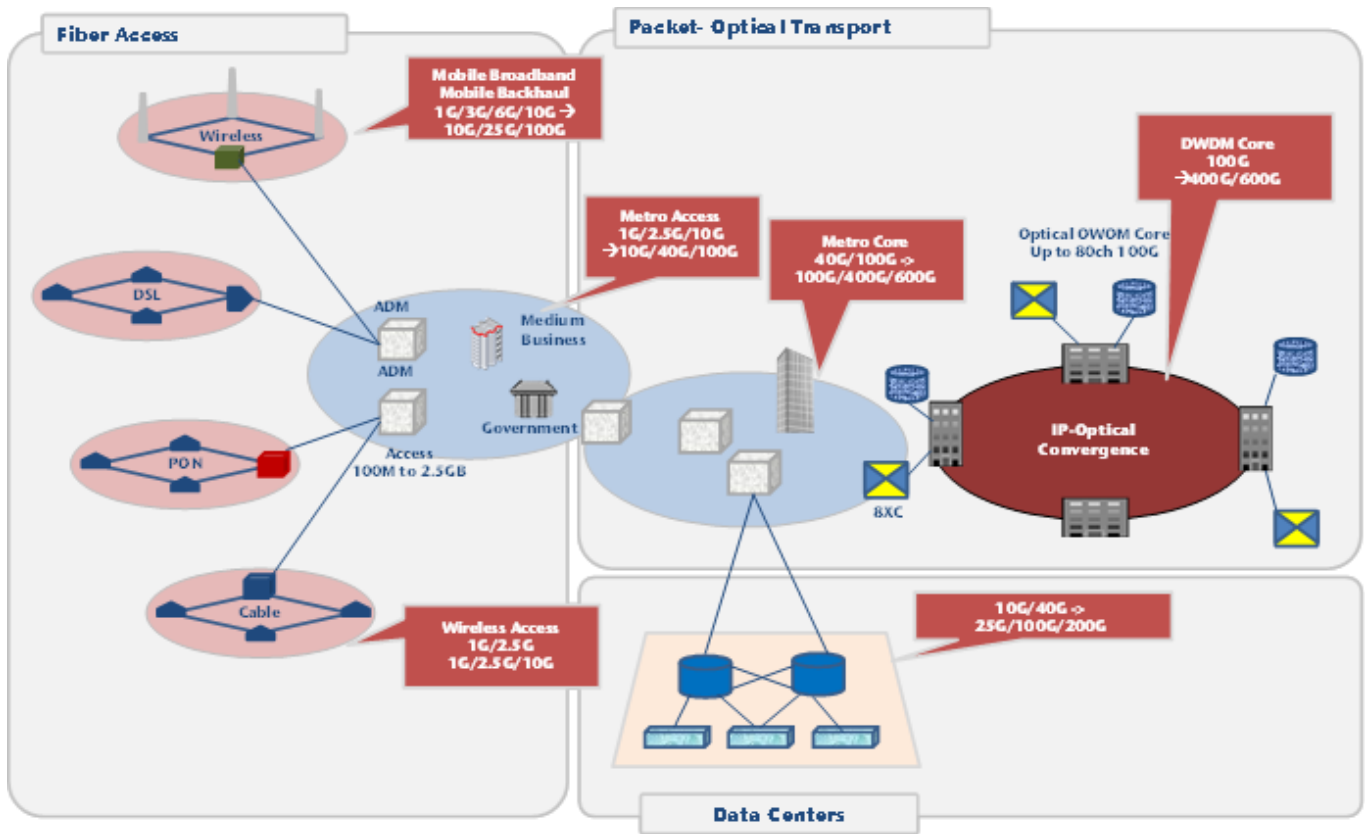 Fiber Access
Packet- Optical Transport
Mobile Broadband
Mobile Backhaul
1G/3G/6G/10G →
10G/25G/100G
Wireless
DWDM Core
100G
→400G/600G
Metro Access
1G/2.5G/10G
→10G/40G/100G
Metro Core
40G/100G ->
100G/400G/600G
Optical DWDM Core
Up to 80ch 100G
DSL
ADM
Medium
Business
ADM
Government
IP-Optical
Convergence
PON
Access
100M to 2.5GB
8XC
Cable
Wireless Access
1G/2.5G
1G/2.5G/10G
10G/40G ->
25G/100G/200G
Data Centers